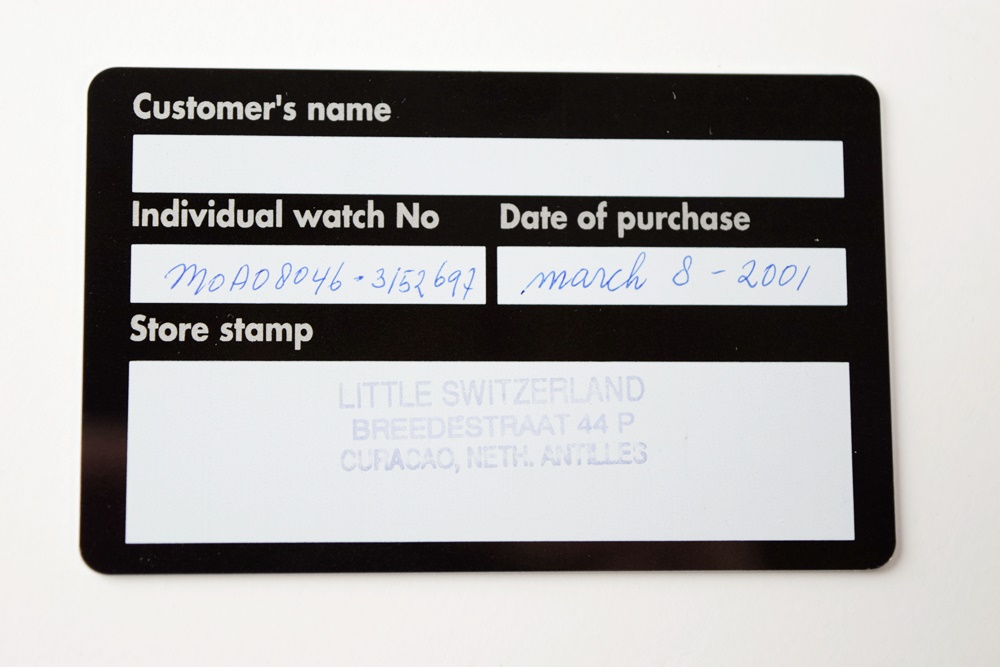 Customer's name
Individual watch No
Date of purchase
MOA08046-3152697
march 8-2001
Store stamp
LITTLE SWITZERLAND
BREEDESTRAAT 44 P
CURACAO, NETH. ANTILLES